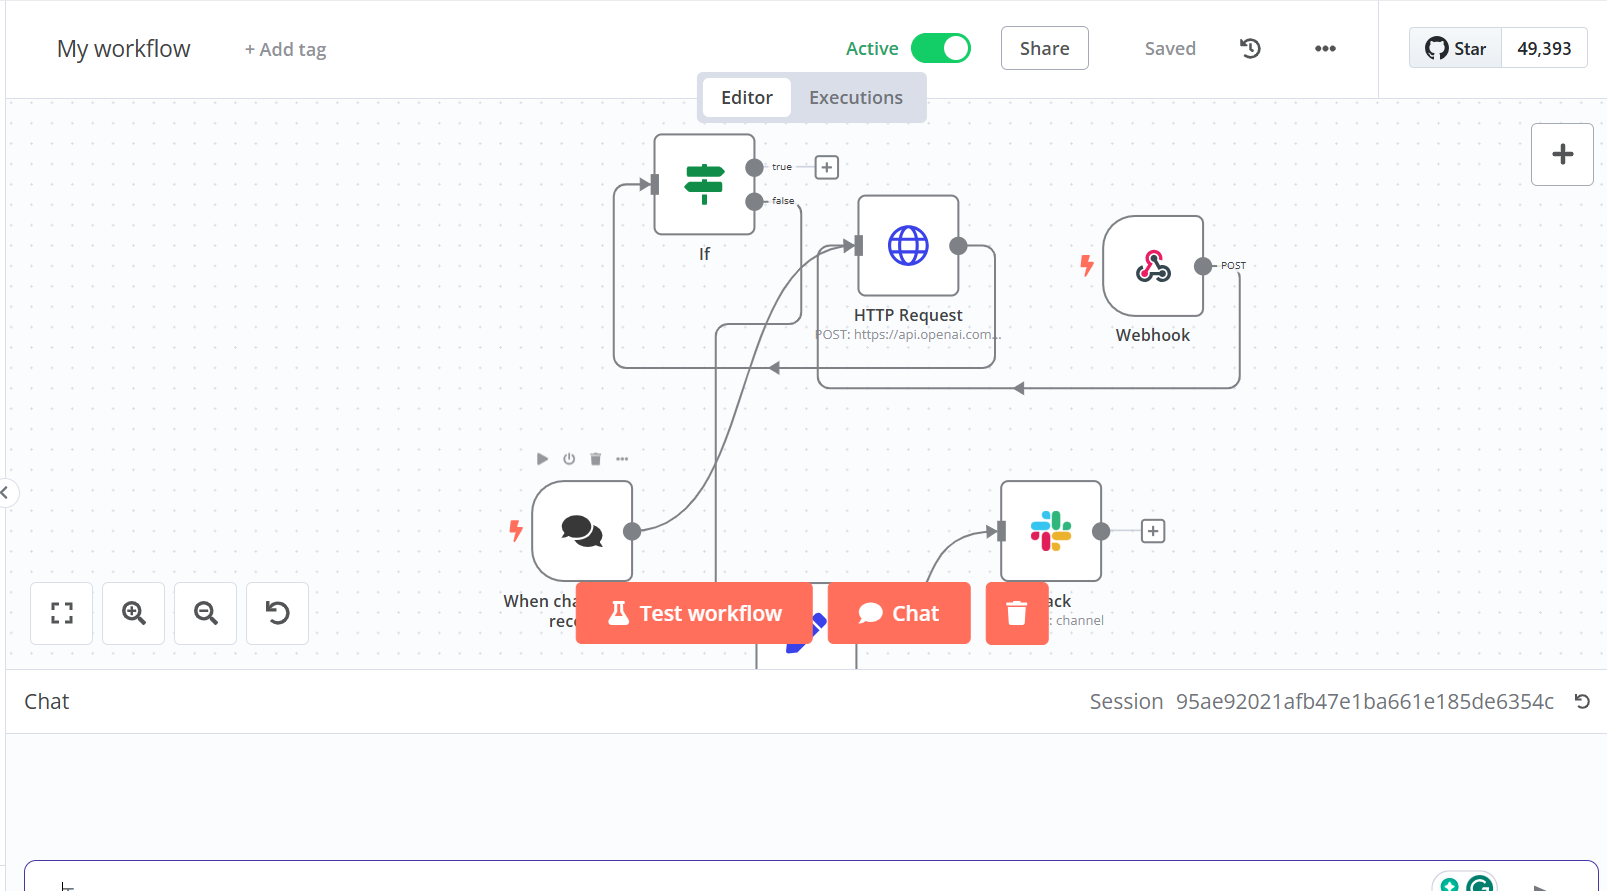 My workflow
+ Add tag
Active
Share
Saved
Star
49,393
Editor
Executions
true
false
If
HTTP Request
POST: https://api.openai.com...
POST
Webhook
When cha
rec
Test workflow
Chat
ack
: channel
Chat
Session 95ae92021afb47e1ba661e185de6354c